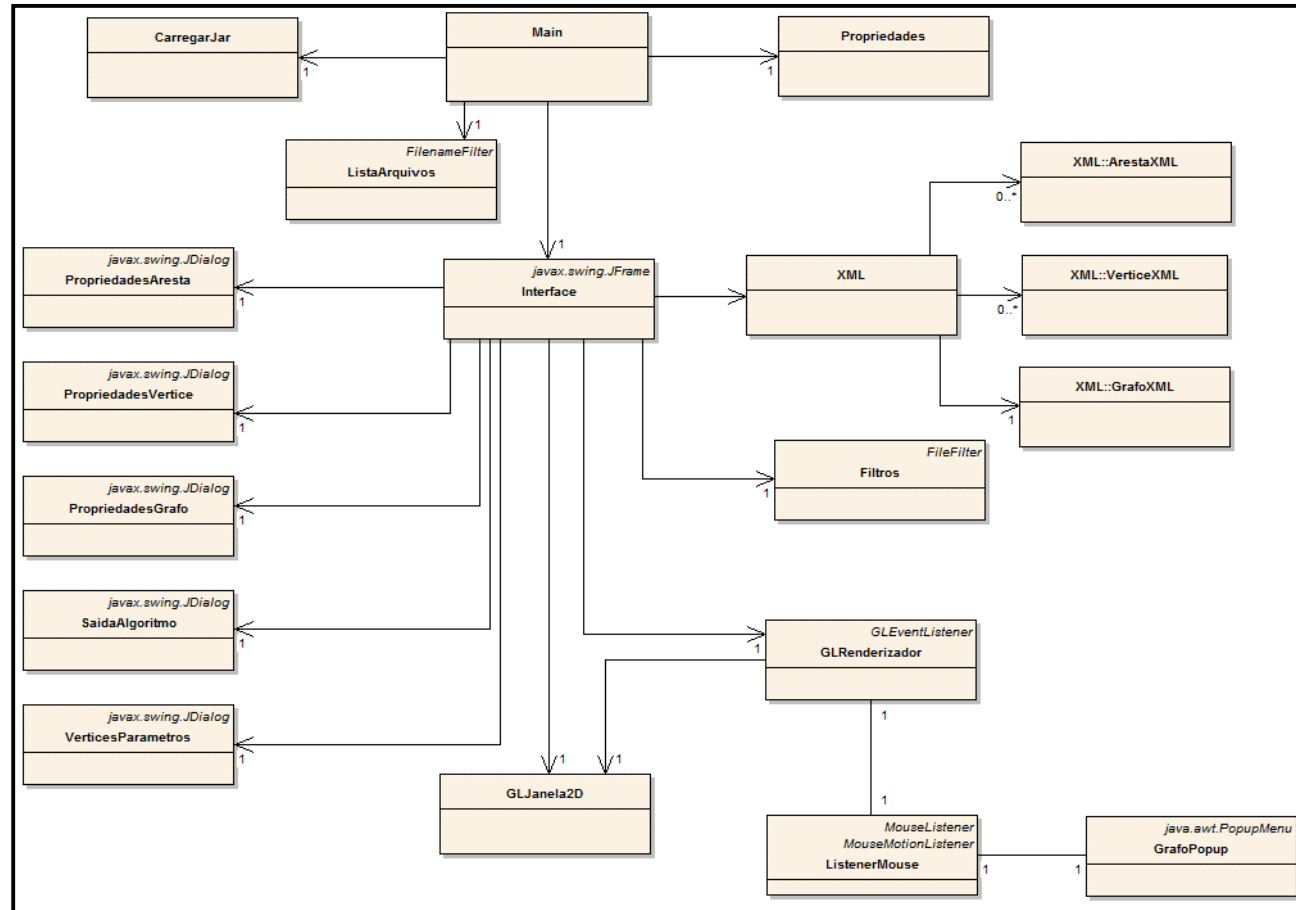 CarregarJar
1
Main
Propriedades
1
1
FilenameFilter
ListaArquivos
1
XML::ArestaXML
0..*
javax.swing.JDialog
PropriedadesAresta
1
javax.swing.JFrame
Interface
XML
XML::VerticeXML
0..*
javax.swing.JDialog
PropriedadesVertice
1
XML::GrafoXML
1
FileFilter
Filtros
1
javax.swing.JDialog
PropriedadesGrafo
1
javax.swing.JDialog
SaidaAlgoritmo
1
GLEventListener
GLRenderizador
1
1
javax.swing.JDialog
VerticesParametros
1
1
1
GLJanela2D
1
MouseListener
MouseMotionListener
ListenerMouse
1
1
java.awt.PopupMenu
GrafoPopup